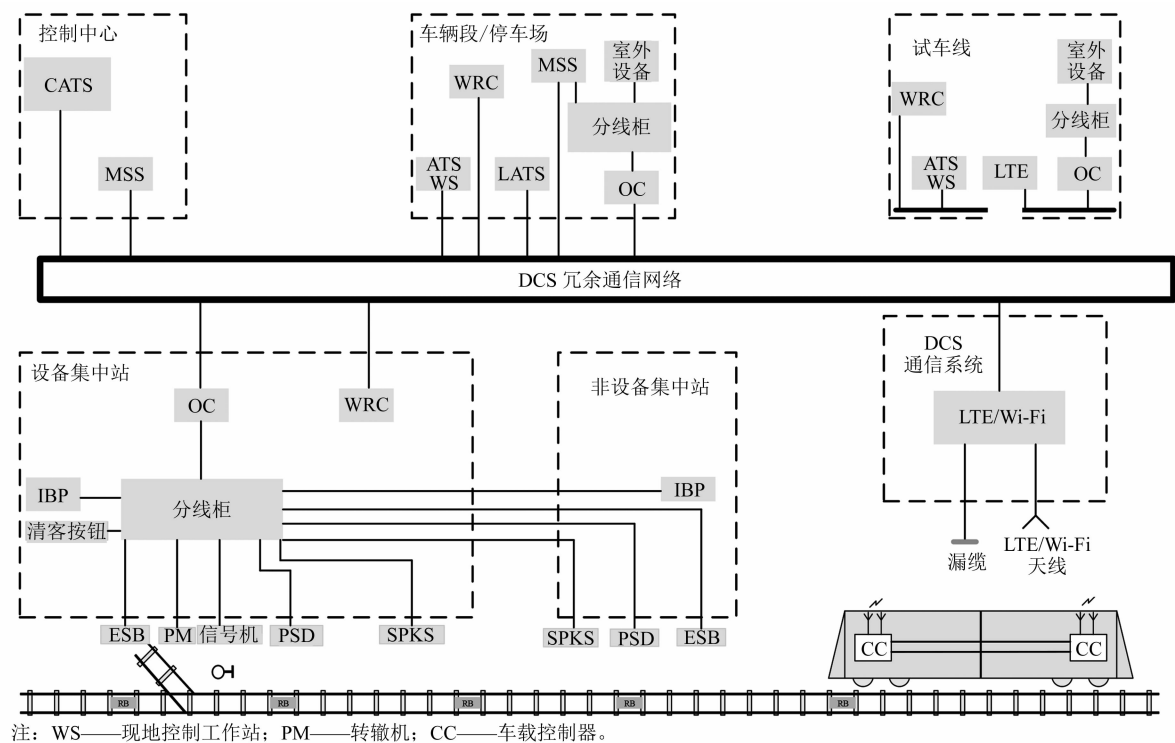 控制中心
CATS
MSS
车辆段/停车场
WRC
MSS
室外
设备
分线柜
ATS
WS
LATS
OC
试车线
室外
设备
WRC
分线柜
ATS
WS
LTE
OC
DCS 冗余通信网络
设备集中站
OC
WRC
IBP
分线柜
清客按钮
ESB
PM
信号机
PSD
SPKS
非设备集中站
IBP
SPKS
PSD
ESB
DCS
通信系统
LTE/Wi-Fi
漏缆
LTE/Wi-Fi
天线
CC
CC
RB
RB
RB
RB
RB
注：WS——现地控制工作站；PM——转辙机；CC——车载控制器。